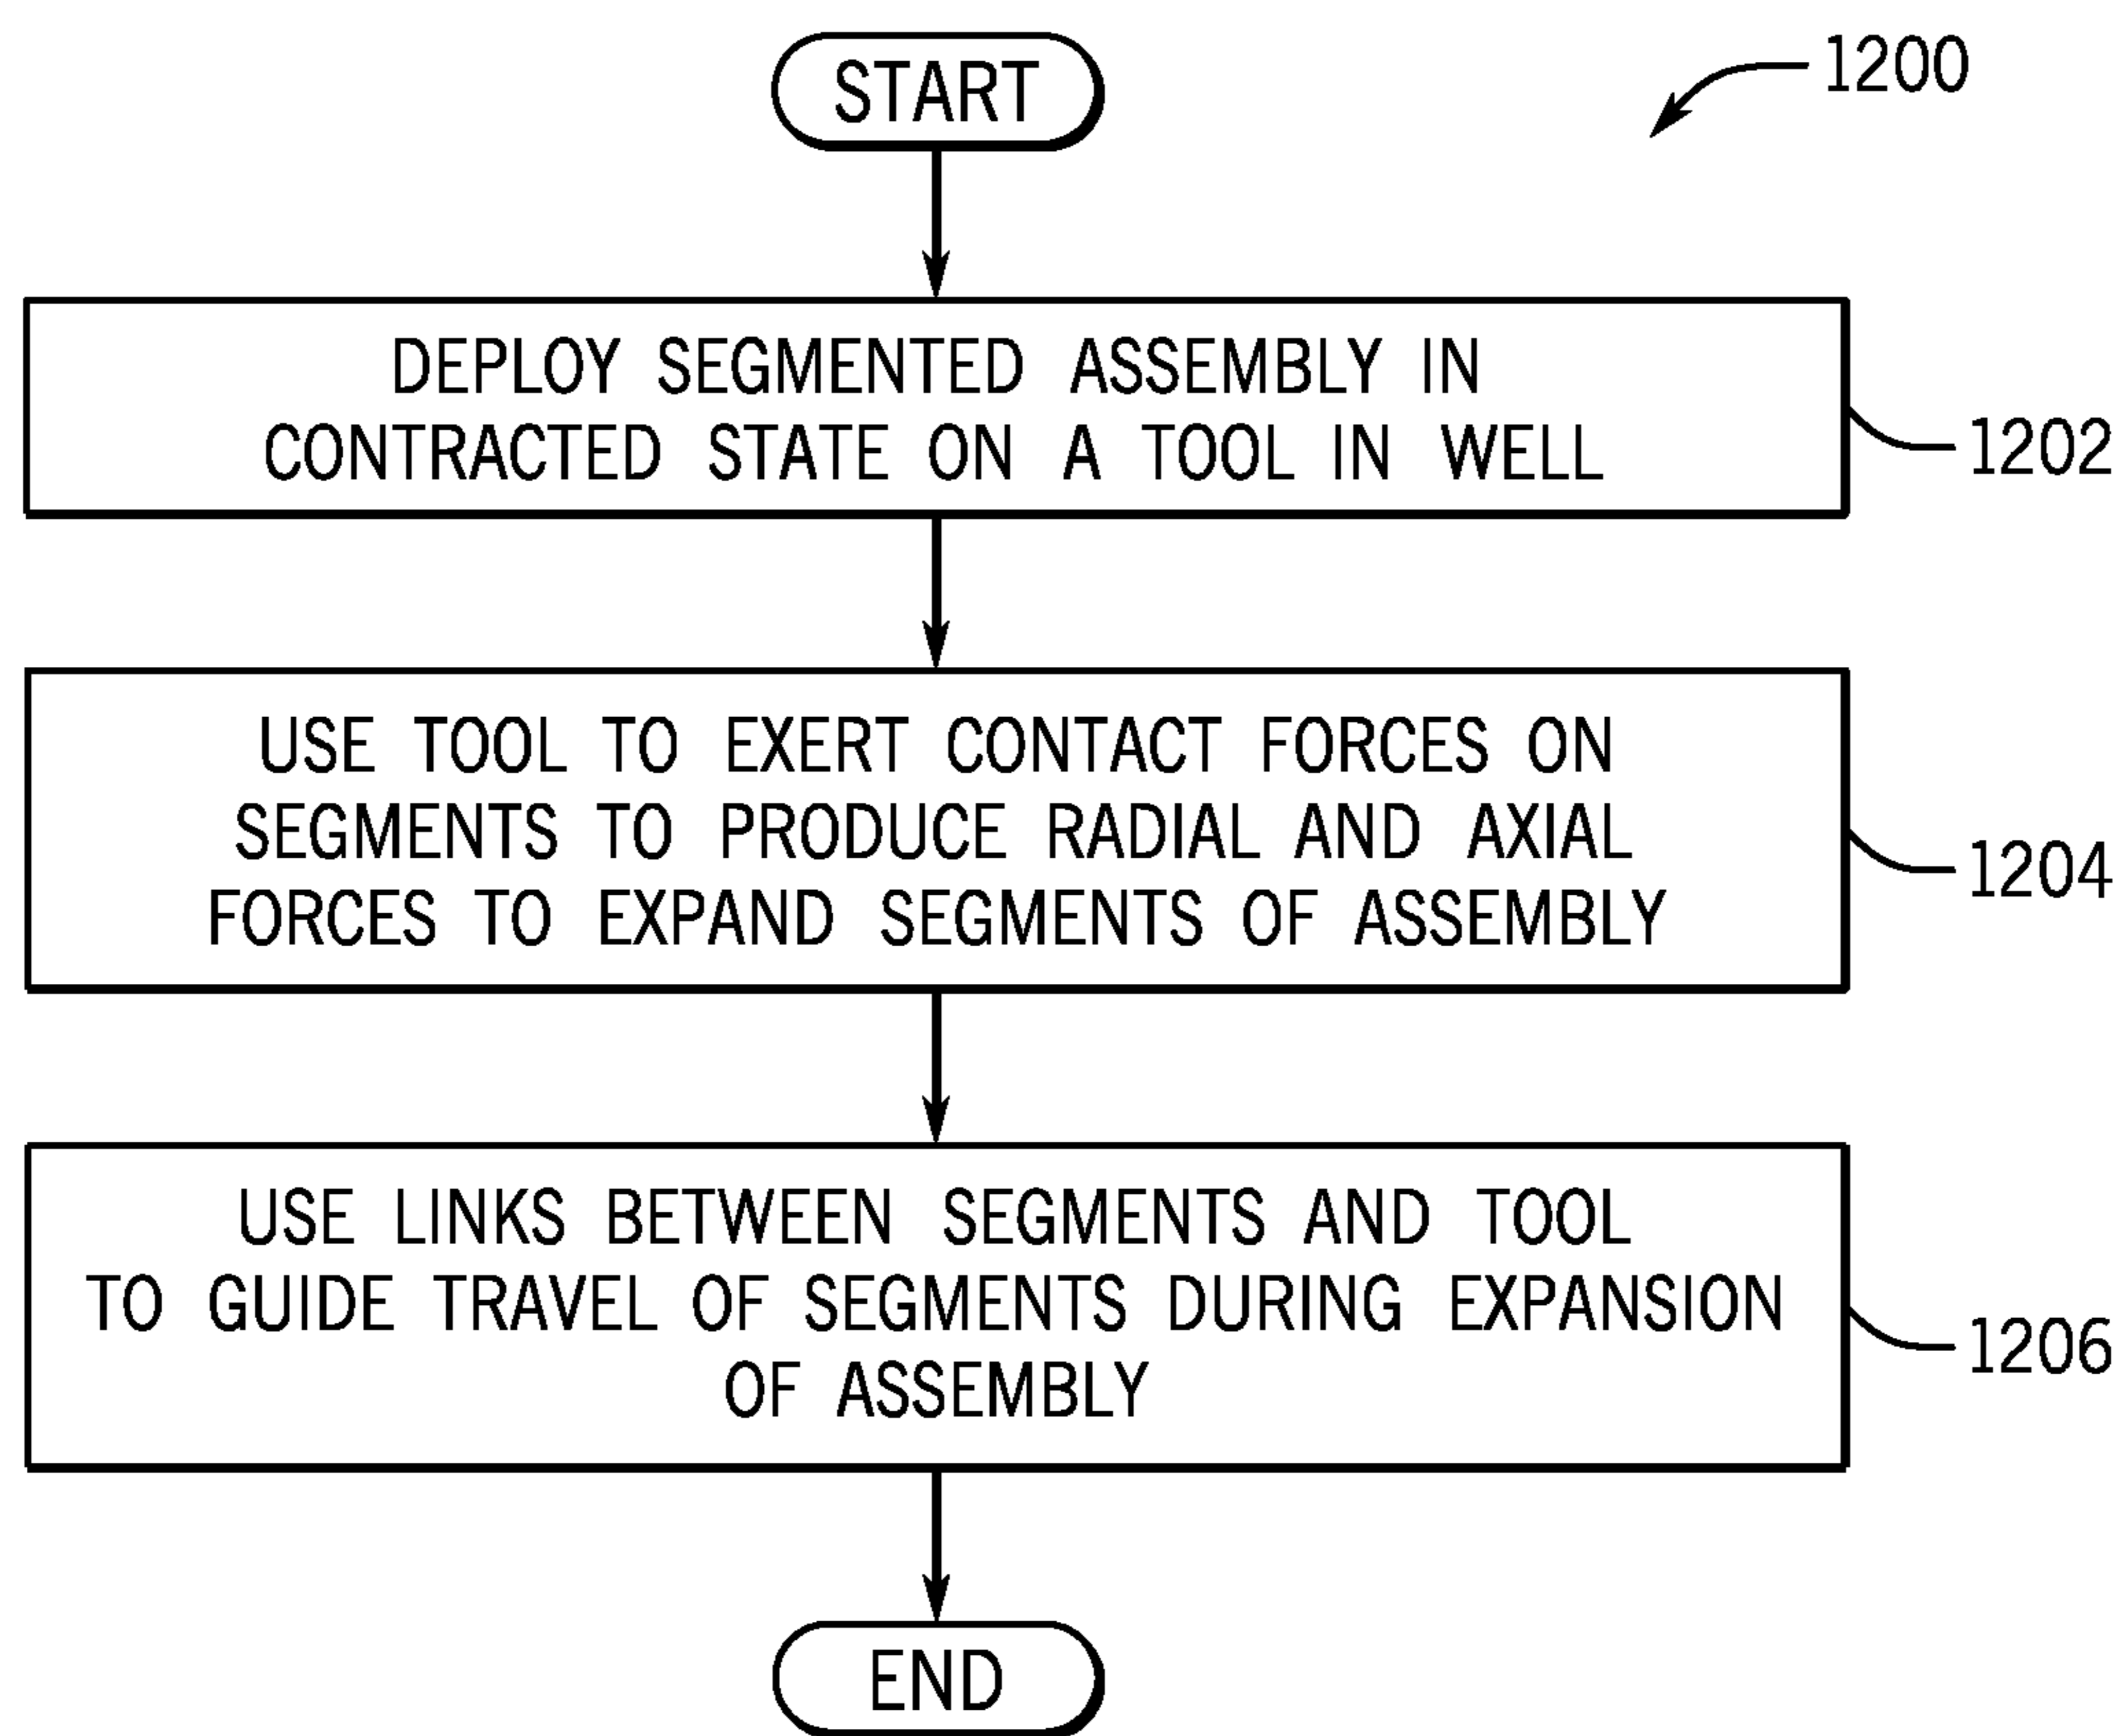 START
1200
DEPLOY SEGMENTED ASSEMBLY IN
CONTRACTED STATE ON A TOOL IN WELL
1202
USE TOOL TO EXERT CONTACT FORCES ON
SEGMENTS TO PRODUCE RADIAL AND AXIAL
FORCES TO EXPAND SEGMENTS OF ASSEMBLY
1204
USE LINKS BETWEEN SEGMENTS AND TOOL
TO GUIDE TRAVEL OF SEGMENTS DURING EXPANSION
OF ASSEMBLY
1206
END